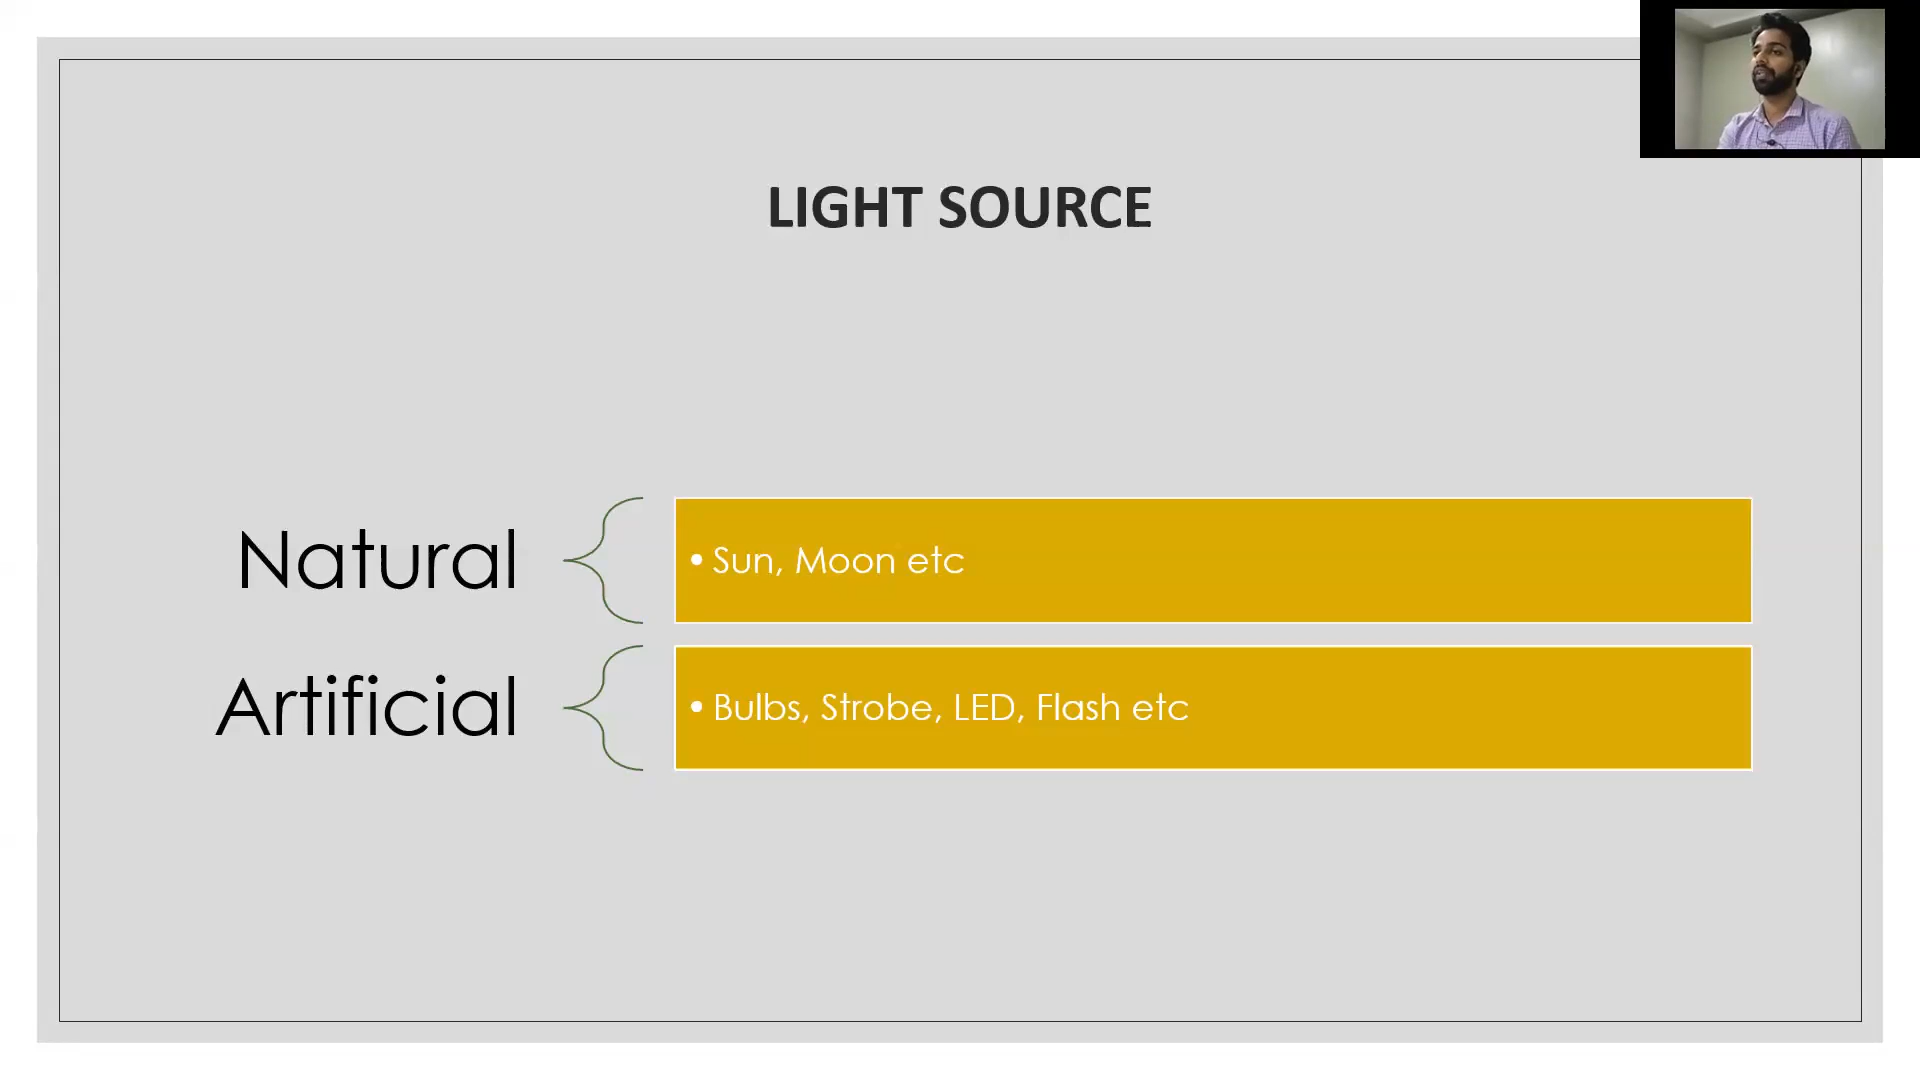 LIGHT SOURCE
Natural
• Sun, Moon etc
Artificial
• Bulbs, Strobe, LED, Flash etc